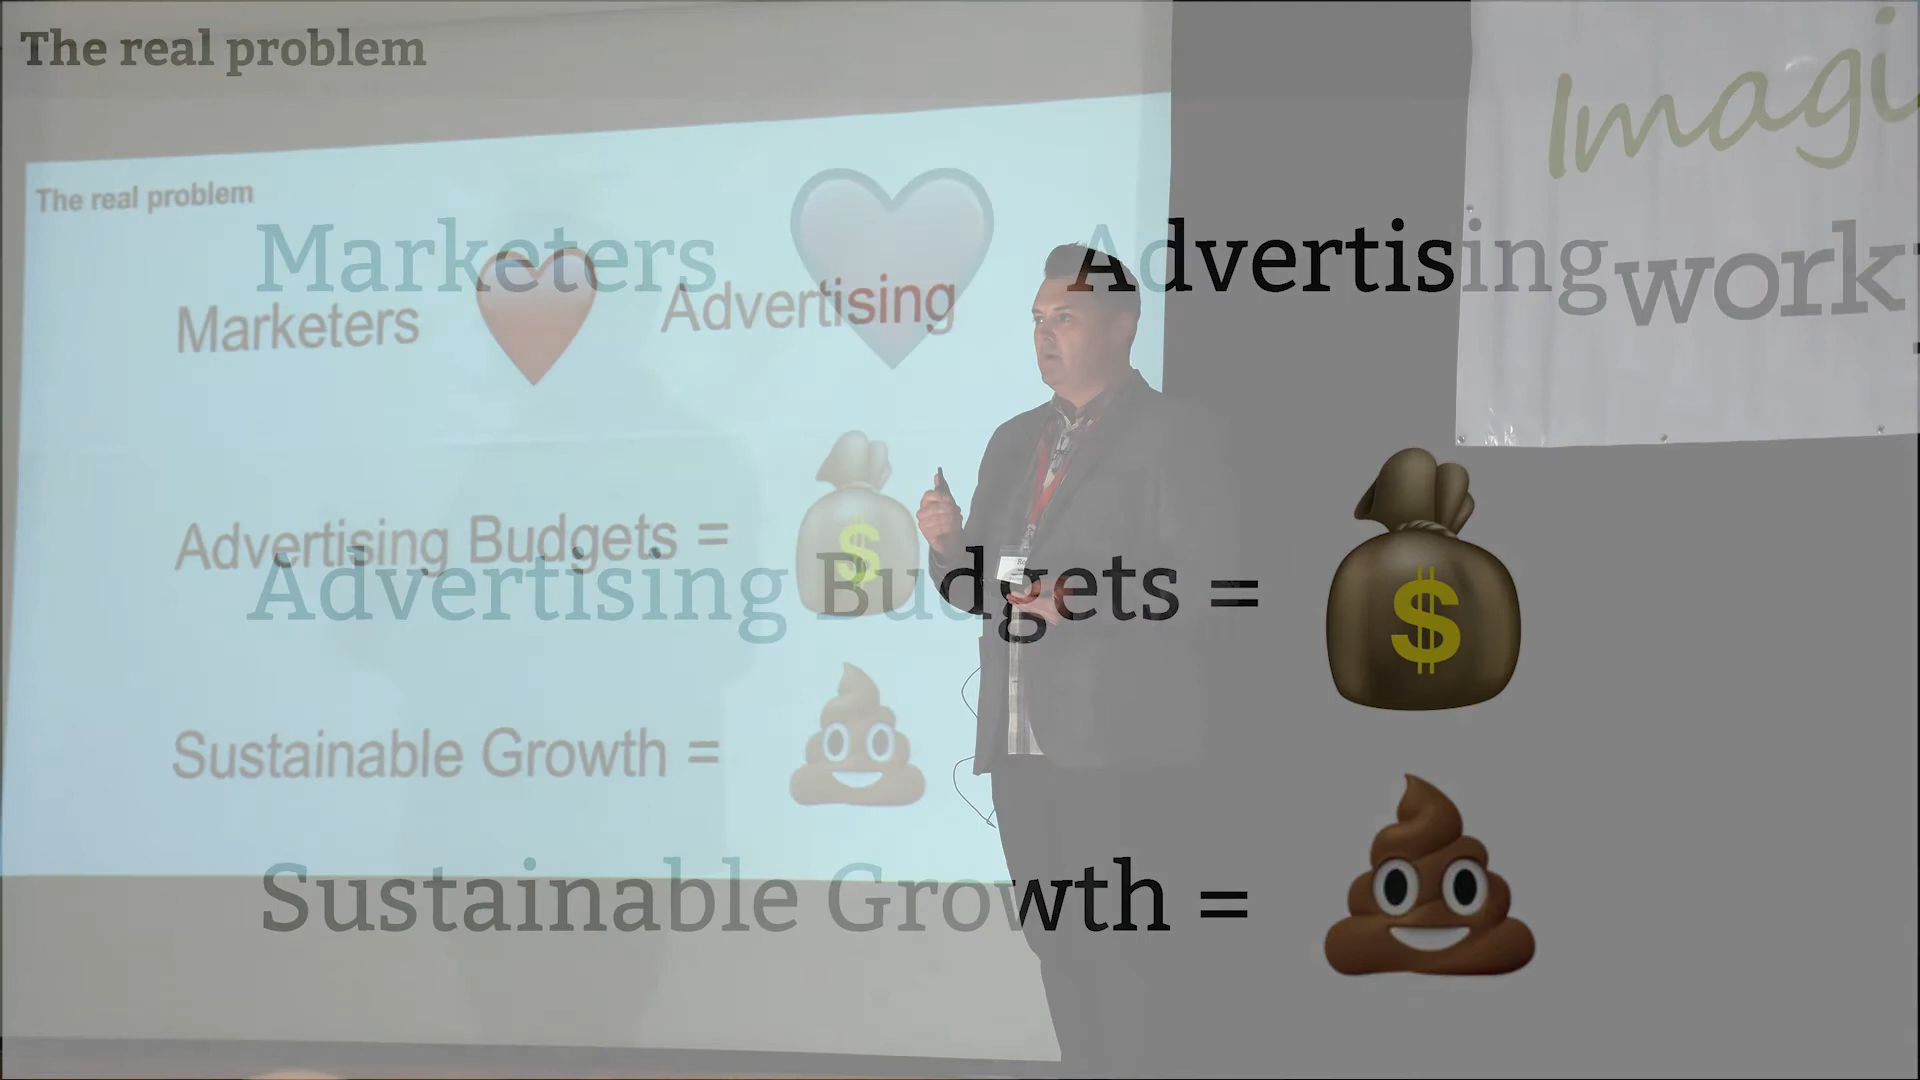 The real problem
Marketers Advertising
Advertising Budgets =
$
Sustainable Growth =
The real problem
Marketers Advertising
Advertising Budgets =
$
Sustainable Growth =
Imagi
work